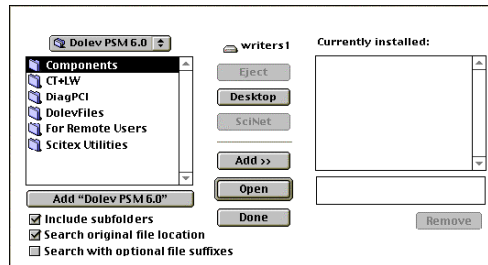 Dolev PSM 6.0
Components
CT+LW
DiagPCI
DolevFiles
For Remote Users
Scitex Utilities
Add “Dolev PSM 6.0”
Include subfolders
Search original file location
Search with optional file suffixes
writers1
Eject
Desktop
SciNet
Add >>
Open
Done
Currently installed:
Remove